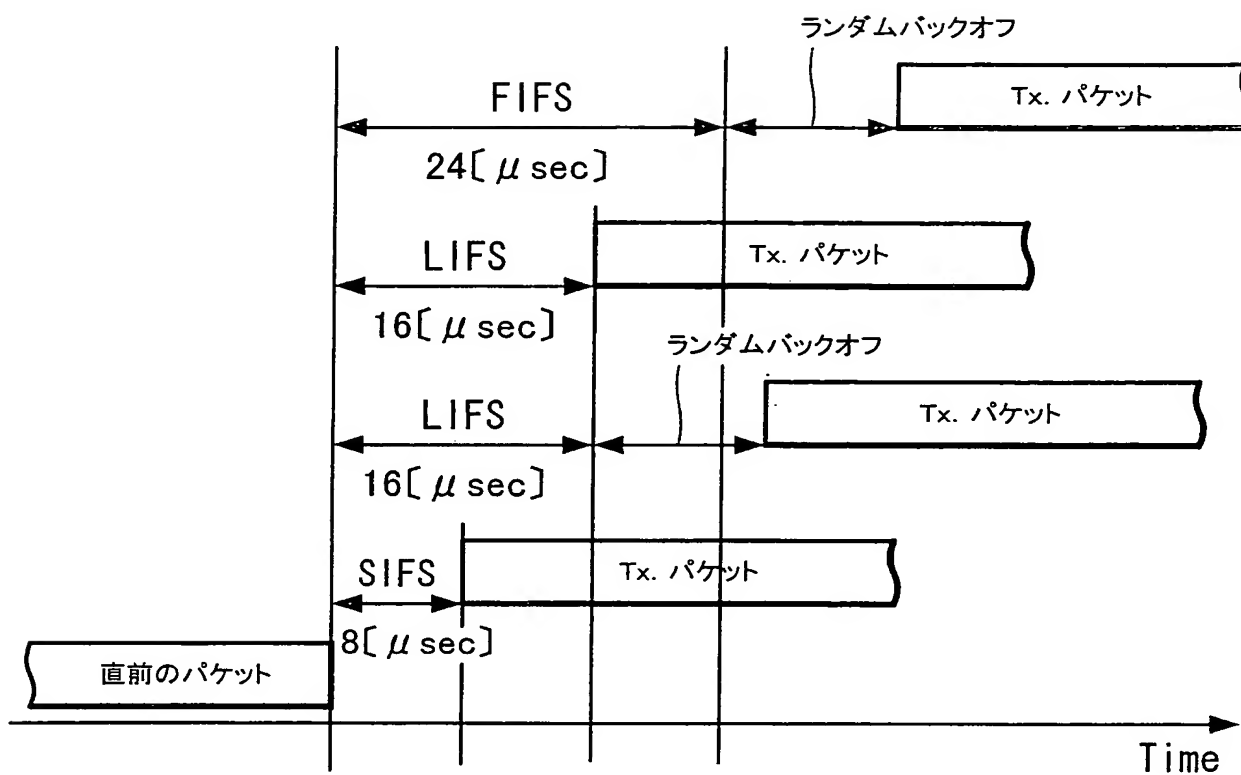 ランダムバックオフ
FIFS
Tx. パケット
24[μsec]
LIFS
Tx. パケット
16[μsec]
ランダムバックオフ
LIFS
Tx. パケット
16[μsec]
SIFS
Tx. パケット
8[μsec]
直前のパケット
Time